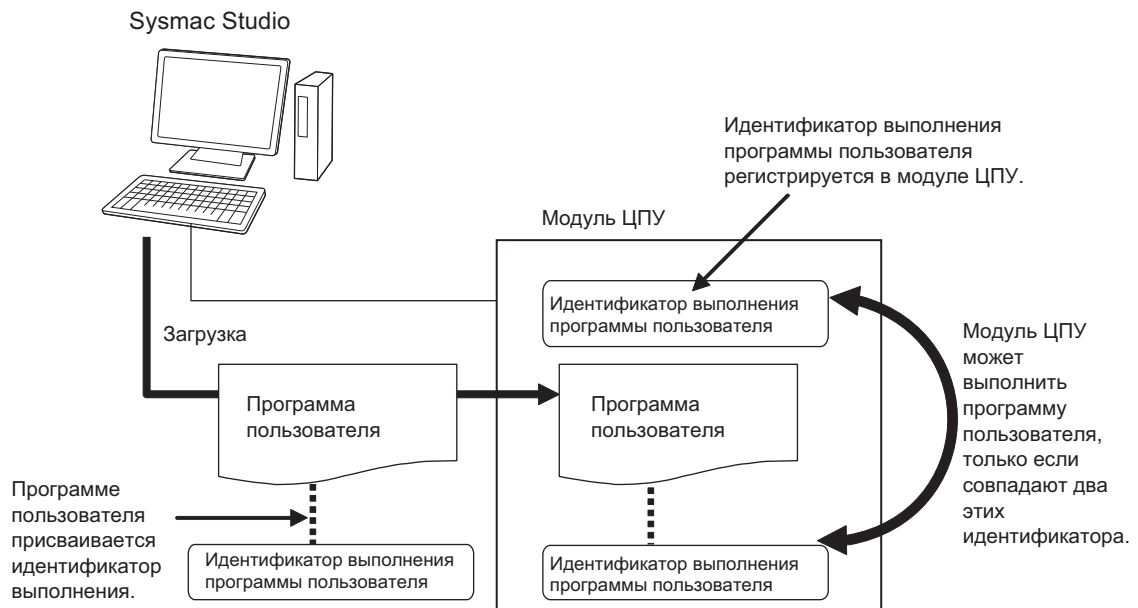 Sysmac Studio
Идентификатор выполнения
программы пользователя
регистрируется в модуле ЦПУ.
Модуль ЦПУ
Идентификатор выполнения
программы пользователя
Загрузка
Модуль ЦПУ
может
выполнить
программу
пользователя,
только если
совпадают два
этих
идентификатора.
Программа
пользователя
Программа
пользователя
Программе
пользователя
присваивается
идентификатор
выполнения.
Идентификатор выполнения
программы пользователя
Идентификатор выполнения
программы пользователя